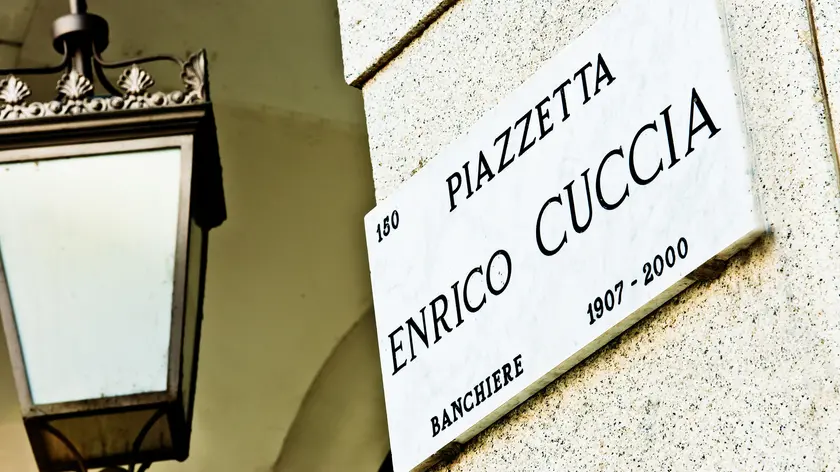 150
PIAZZETTA
ENRICO CUCCIA
BANCHIERE 1907 - 2000